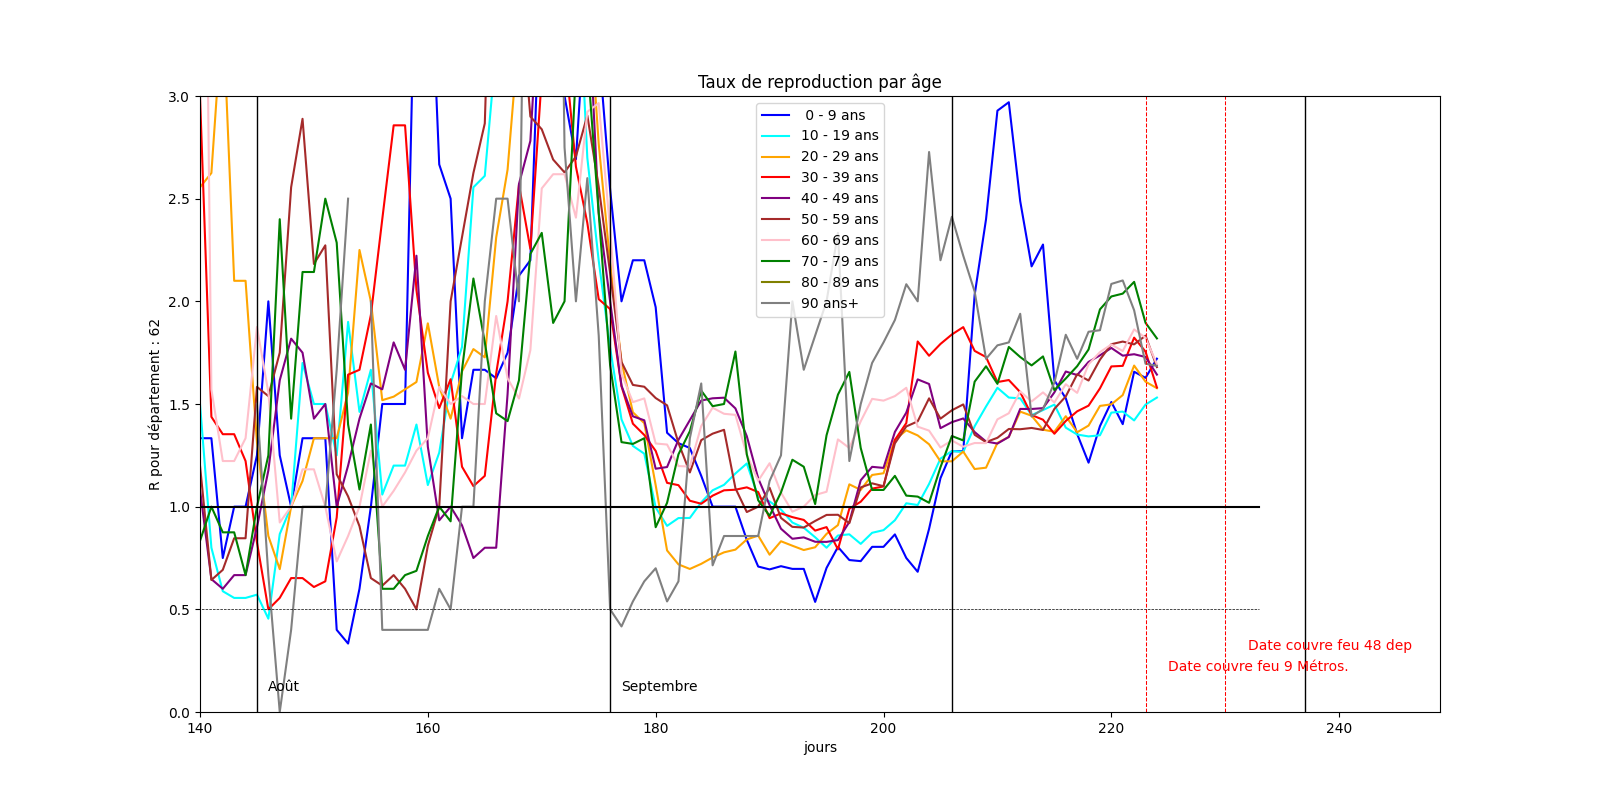 Taux de reproduction par âge
R pour département : 62
3.0
2.5
2.0
1.5
1.0
0.5
0.0
0 - 9 ans
10 - 19 ans
20 - 29 ans
30 - 39 ans
40 - 49 ans
50 - 59 ans
60 - 69 ans
70 - 79 ans
80 - 89 ans
90 ans+
Date couvre feu 48 dep
Date couvre feu 9 Métros.
Août
Septembre
140
160
180
200
220
240
jours